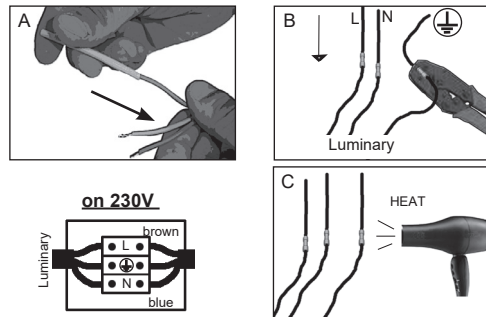 A
B
L N
Luminary
on 230V
brown
L
Luminary
N
blue
C
HEAT